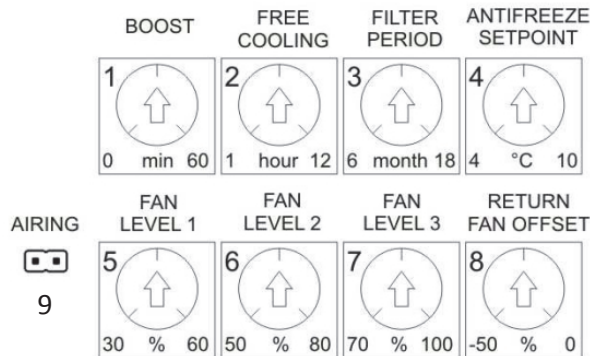 BOOST
FREE COOLING
FILTER PERIOD
ANTIFREEZE SETPOINT
1
2
3
4
0 min 60
1 hour 12
6 month 18
4 °C 10
AIRING
FAN LEVEL 1
FAN LEVEL 2
FAN LEVEL 3
RETURN FAN OFFSET
9
5
6
7
8
30 % 60
50 % 80
70 % 100
-50 % 0